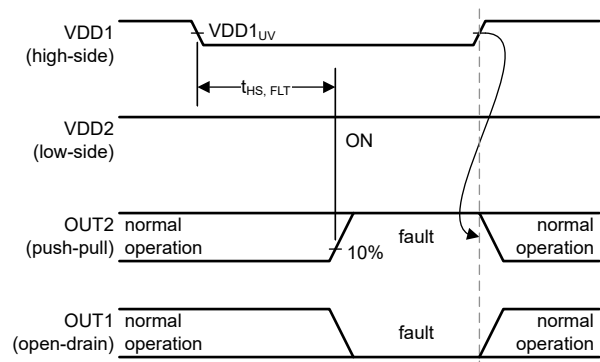 VDD1
(high-side)
VDD1UV
tHS, FLT
VDD2
(low-side)
ON
OUT2
(push-pull)
normal
operation
10%
fault
normal
operation
OUT1
(open-drain)
normal
operation
fault
normal
operation